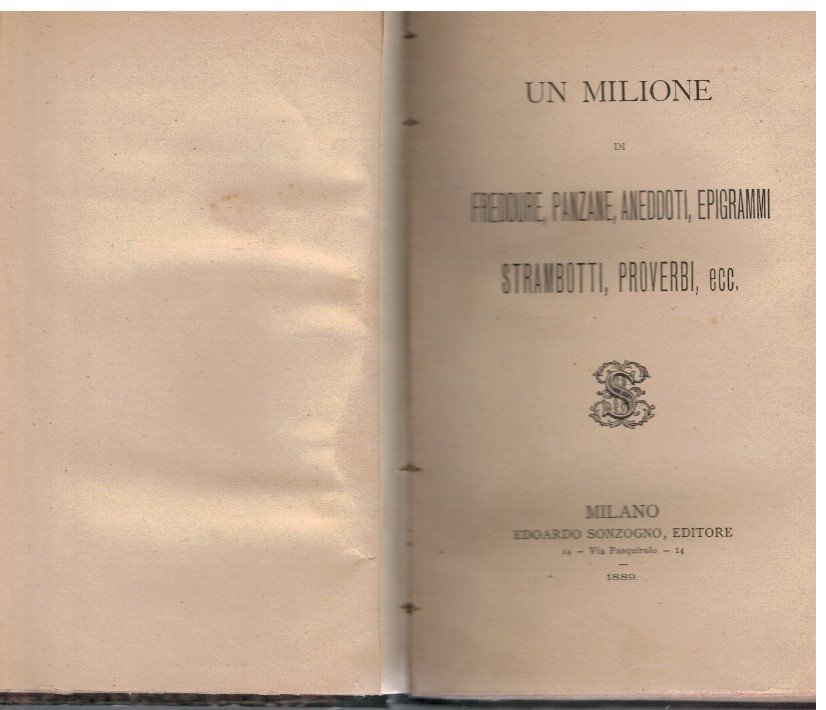 UN MILIONE
DI
FREDDURE, PANZANE, ANEDDOTI, EPIGRAMMI
STRAMBOTTI, PROVERBI, ecc.
MILANO
EDOARDO SONZOGNO, EDITORE
14 – Via Pasquirolo – 14
1889.